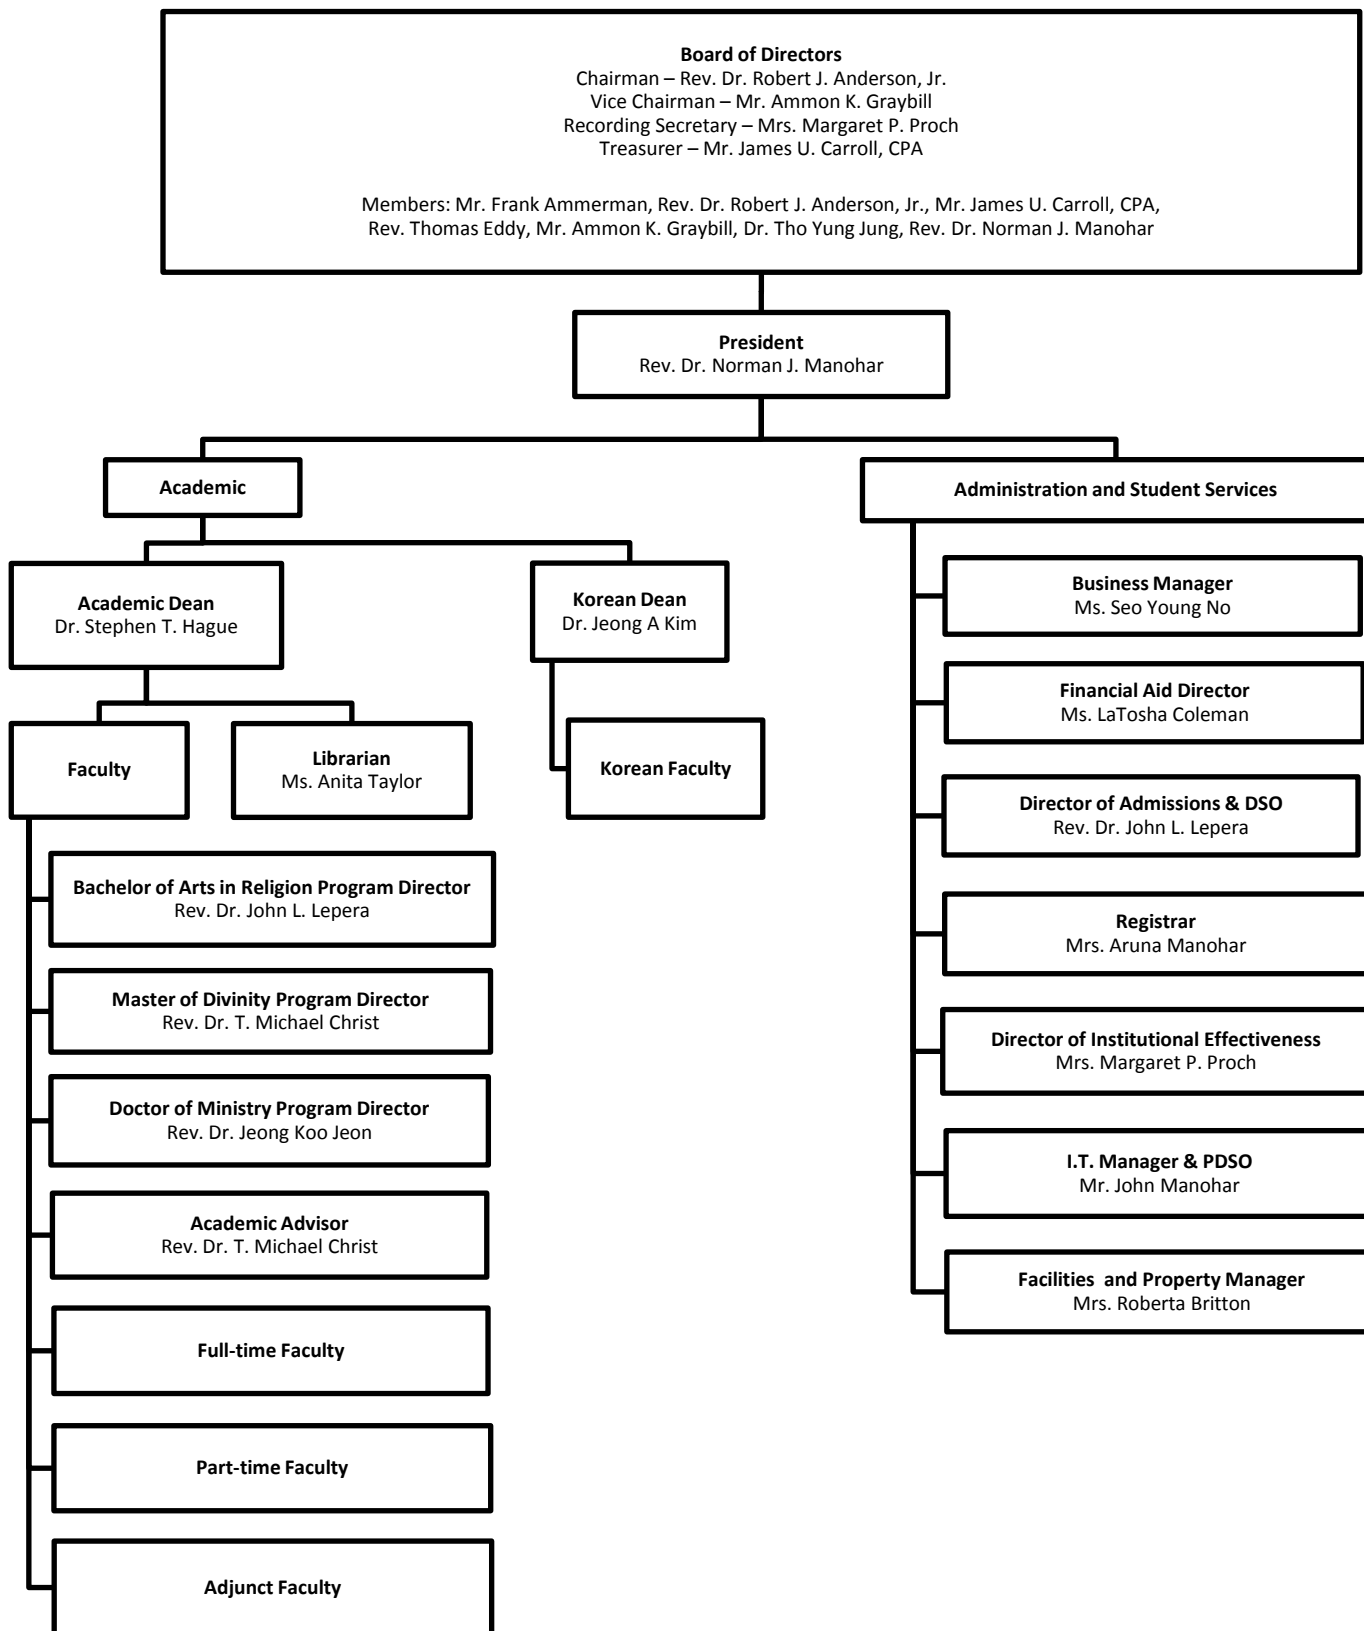 Board of Directors
Chairman – Rev. Dr. Robert J. Anderson, Jr.
Vice Chairman – Mr. Ammon K. Graybill
Recording Secretary – Mrs. Margaret P. Proch
Treasurer – Mr. James U. Carroll, CPA
Members: Mr. Frank Ammerman, Rev. Dr. Robert J. Anderson, Jr., Mr. James U. Carroll, CPA,
Rev. Thomas Eddy, Mr. Ammon K. Graybill, Dr. Tho Yung Jung, Rev. Dr. Norman J. Manohar
President
Rev. Dr. Norman J. Manohar
Academic
Academic Dean
Dr. Stephen T. Hague
Korean Dean
Dr. Jeong A Kim
Faculty
Librarian
Ms. Anita Taylor
Korean Faculty
Bachelor of Arts in Religion Program Director
Rev. Dr. John L. Lepera
Master of Divinity Program Director
Rev. Dr. T. Michael Christ
Doctor of Ministry Program Director
Rev. Dr. Jeong Koo Jeon
Academic Advisor
Rev. Dr. T. Michael Christ
Full-time Faculty
Part-time Faculty
Adjunct Faculty
Administration and Student Services
Business Manager
Ms. Seo Young No
Financial Aid Director
Ms. LaTosha Coleman
Director of Admissions & DSO
Rev. Dr. John L. Lepera
Registrar
Mrs. Aruna Manohar
Director of Institutional Effectiveness
Mrs. Margaret P. Proch
I.T. Manager & PDSO
Mr. John Manohar
Facilities  and Property Manager
Mrs. Roberta Britton